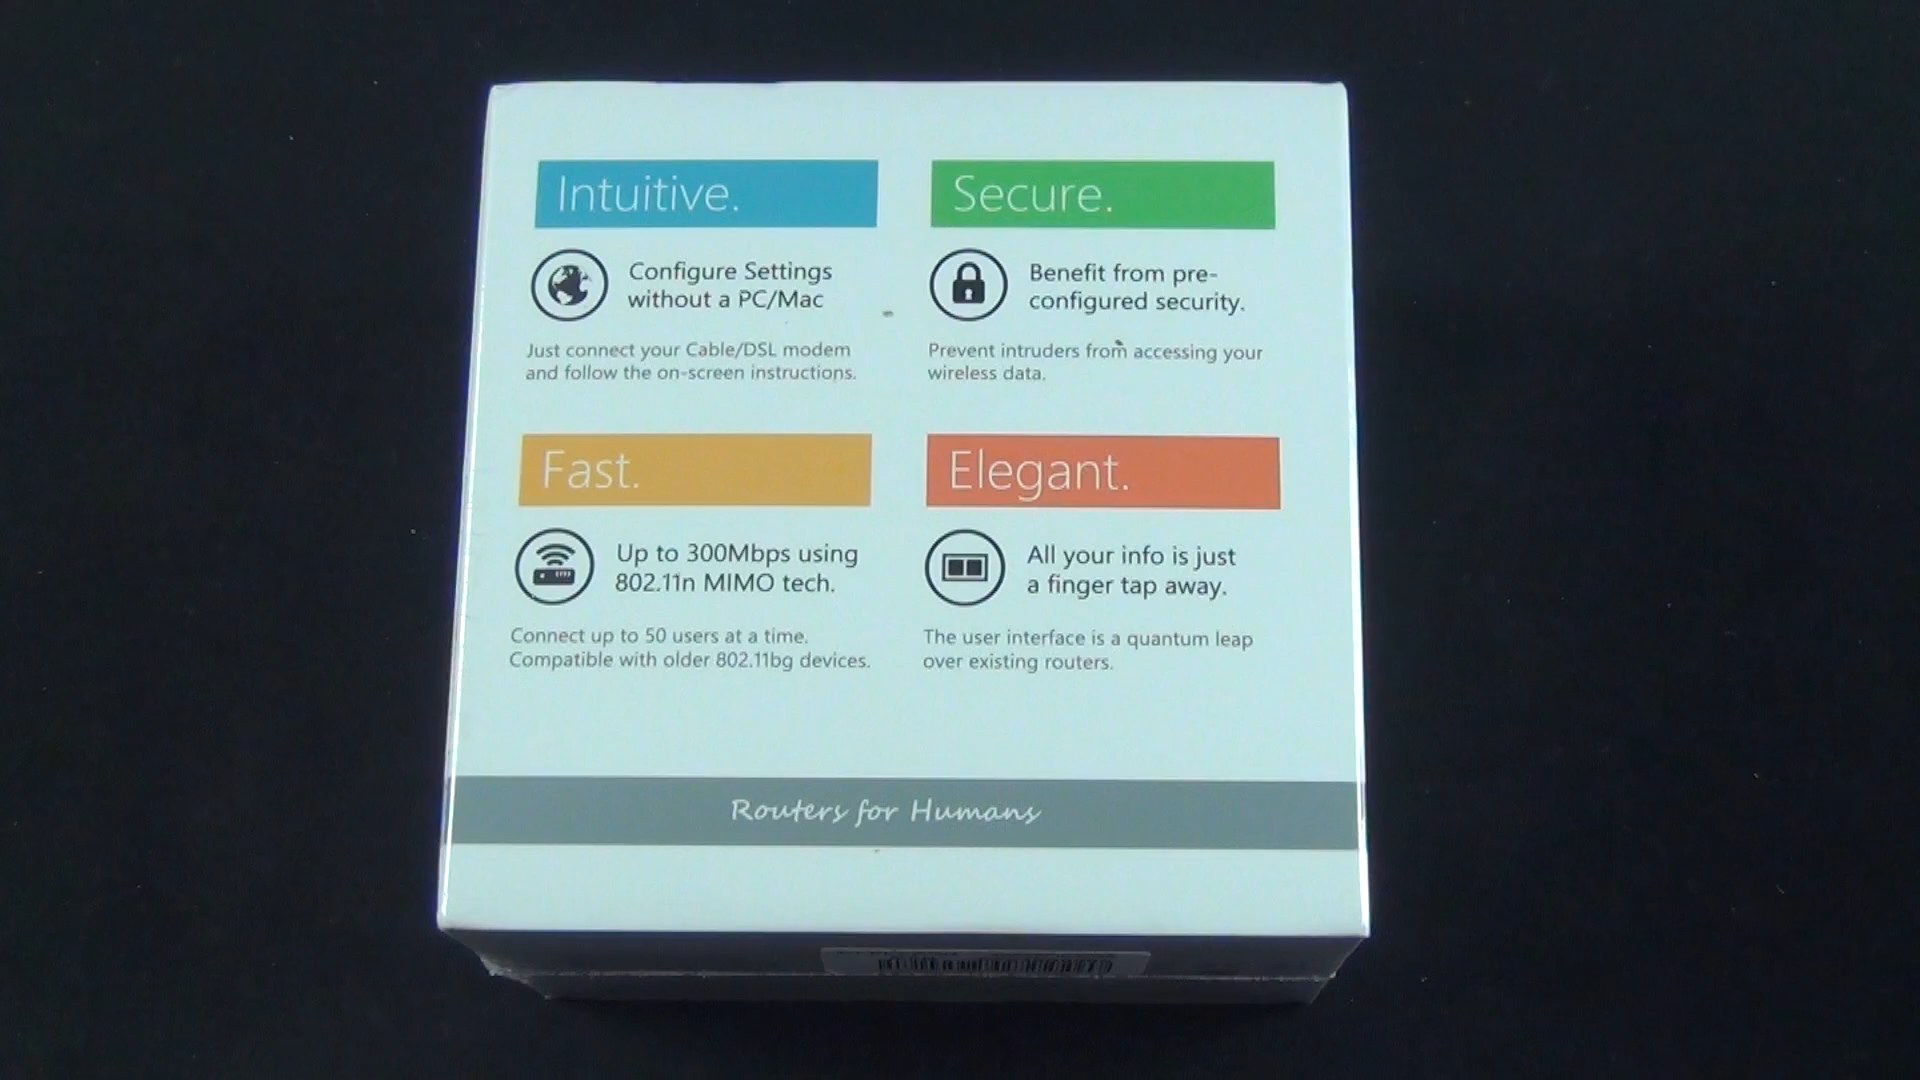 Intuitive.
Configure Settings
without a PC/Mac
Just connect your Cable/DSL modem
and follow the on-screen instructions.
Secure.
Benefit from pre-
configured security.
Prevent intruders from accessing your
wireless data.
Fast.
Up to 300Mbps using
802.11n MIMO tech.
Connect up to 50 users at a time.
Compatible with older 802.11bg devices.
Elegant.
All your info is just
a finger tap away.
The user interface is a quantum leap
over existing routers.
Routers for Humans